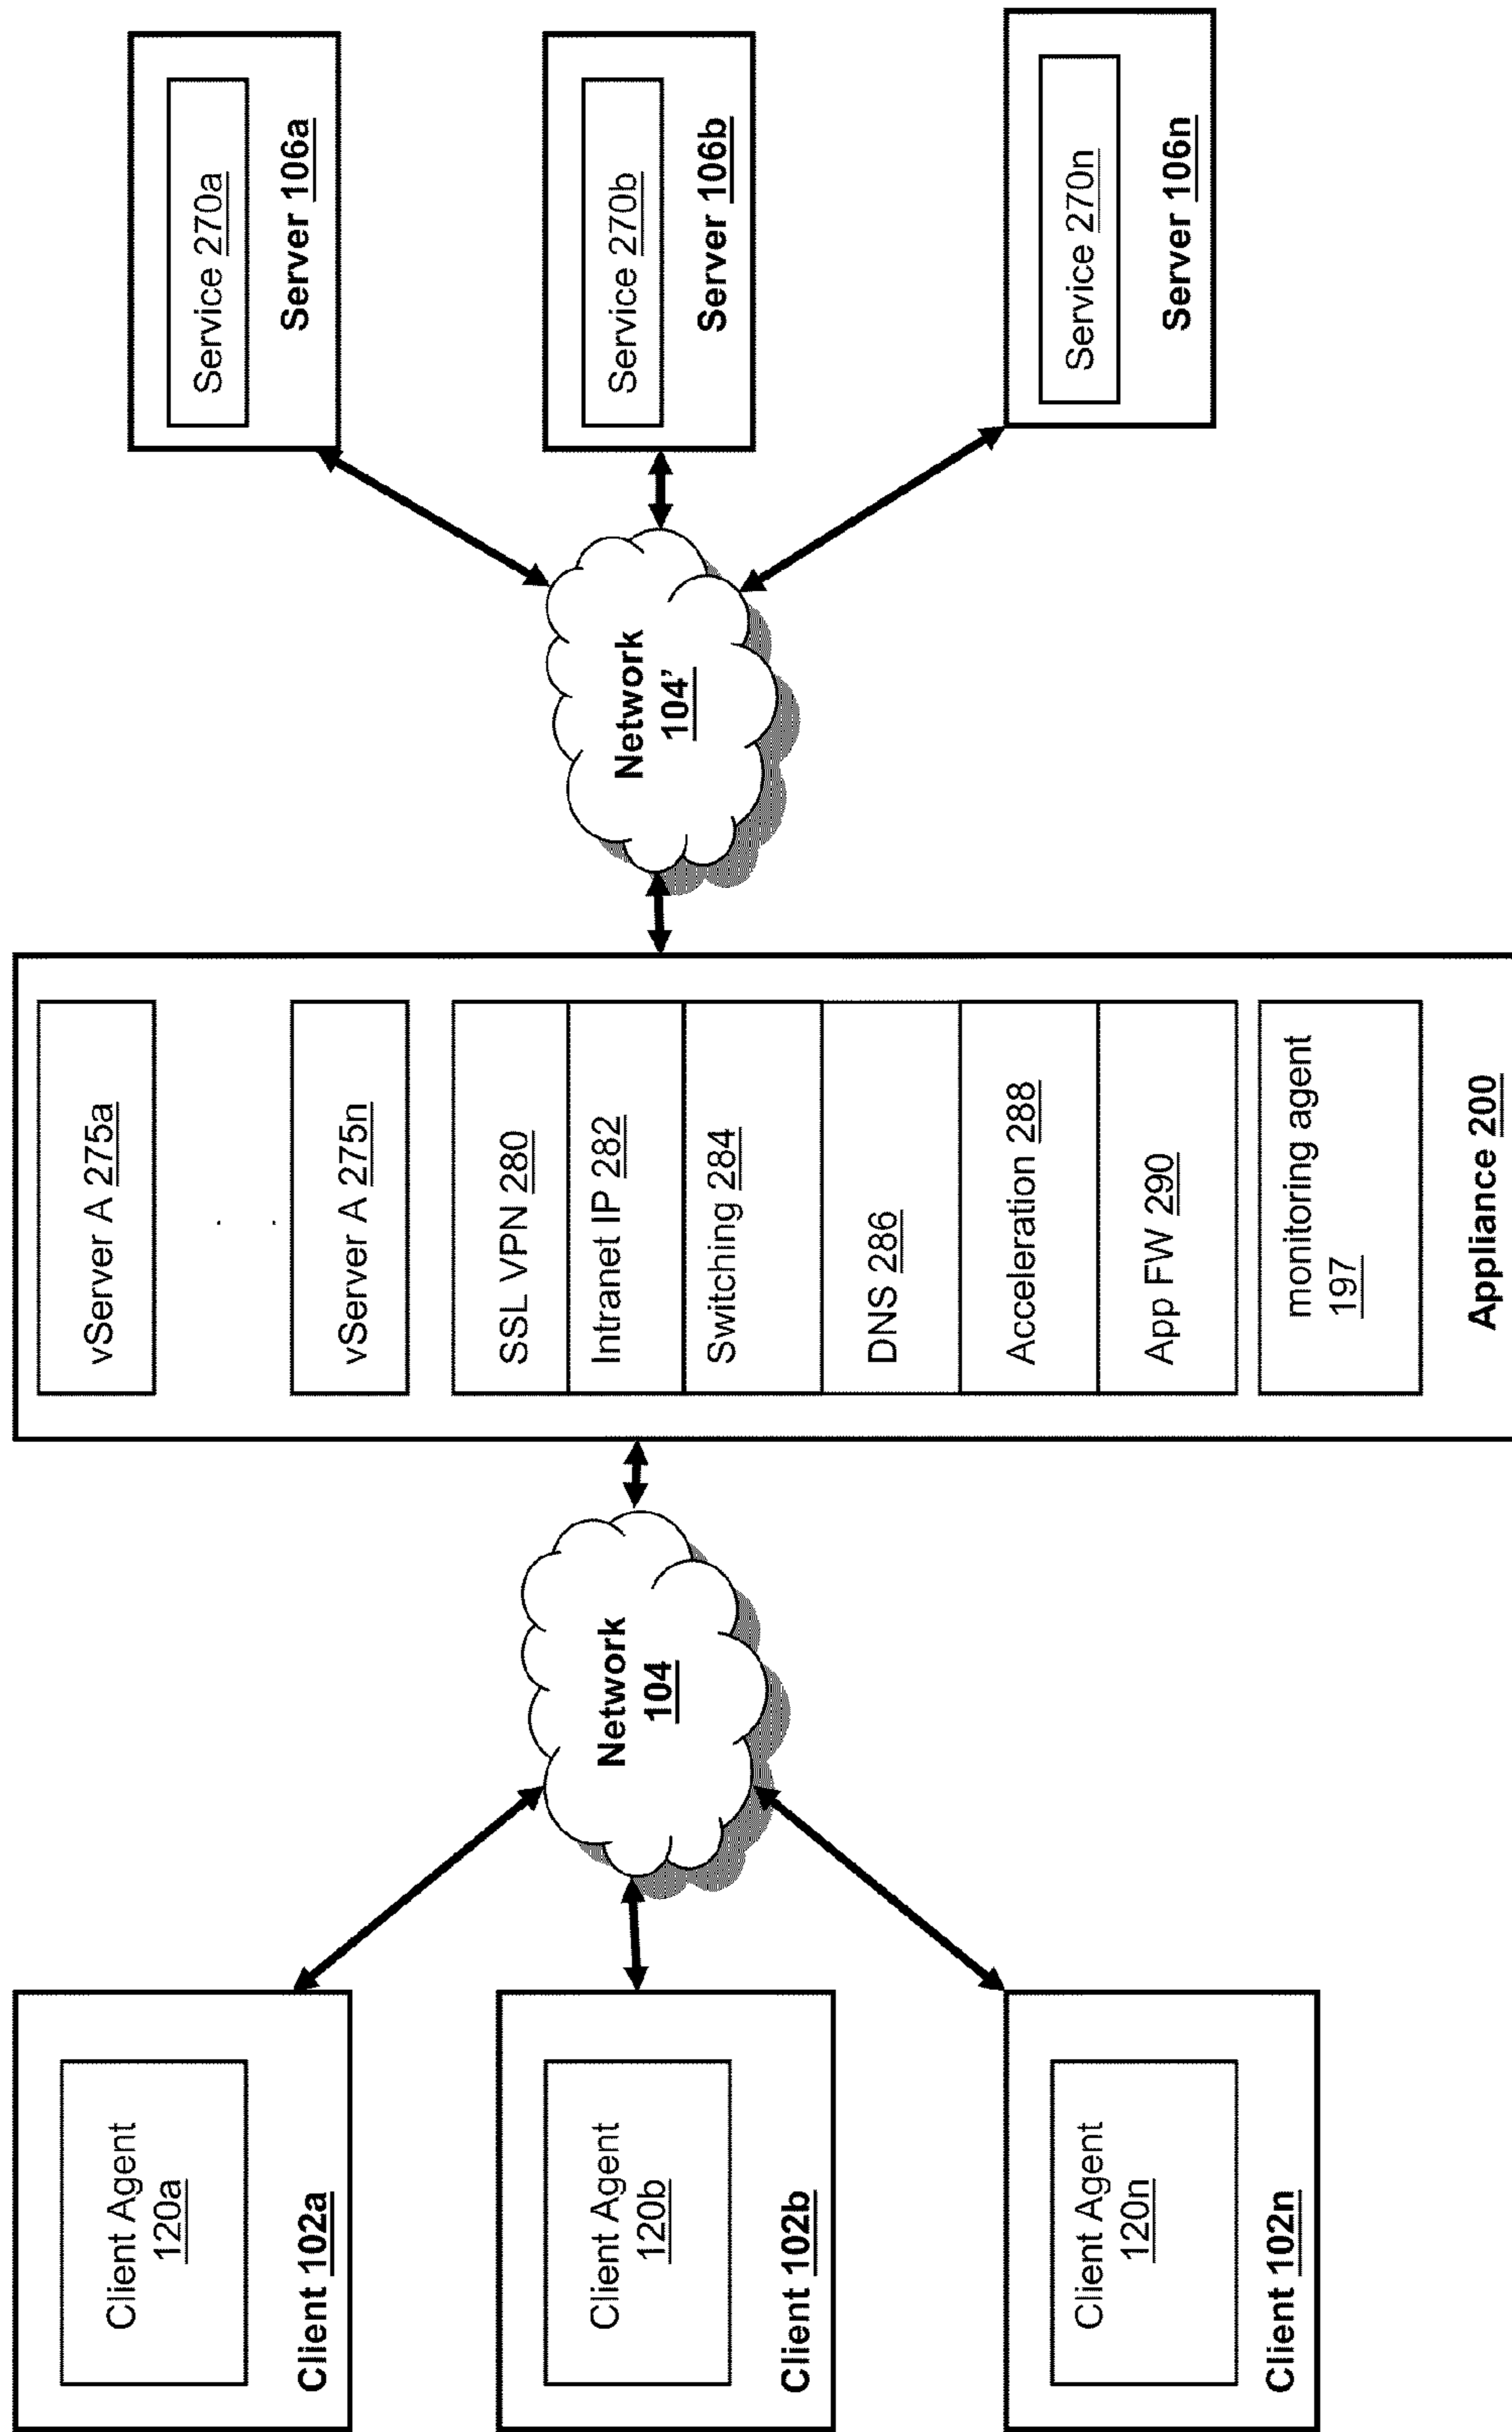 Client Agent
120a
Client 102a
Client Agent
120b
Client 102b
Client Agent
120n
Client 102n
Network
104
vServer A 275a
vServer A 275n
SSL VPN 280
Intranet IP 282
Switching 284
DNS 286
Acceleration 288
App FW 290
monitoring agent
197
Appliance 200
Network
104’
Service 270a
Server 106a
Service 270b
Server 106b
Service 270n
Server 106n